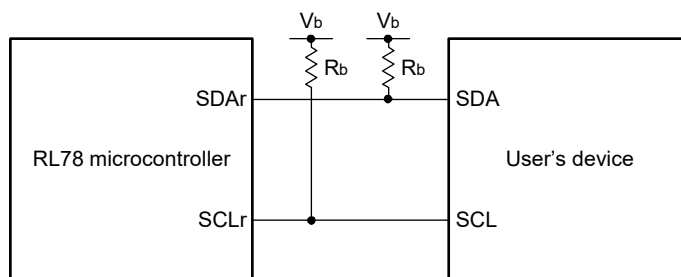 Vb Vb
Rb Rb
SDAr SDA
RL78 microcontroller User's device
SCLr SCL